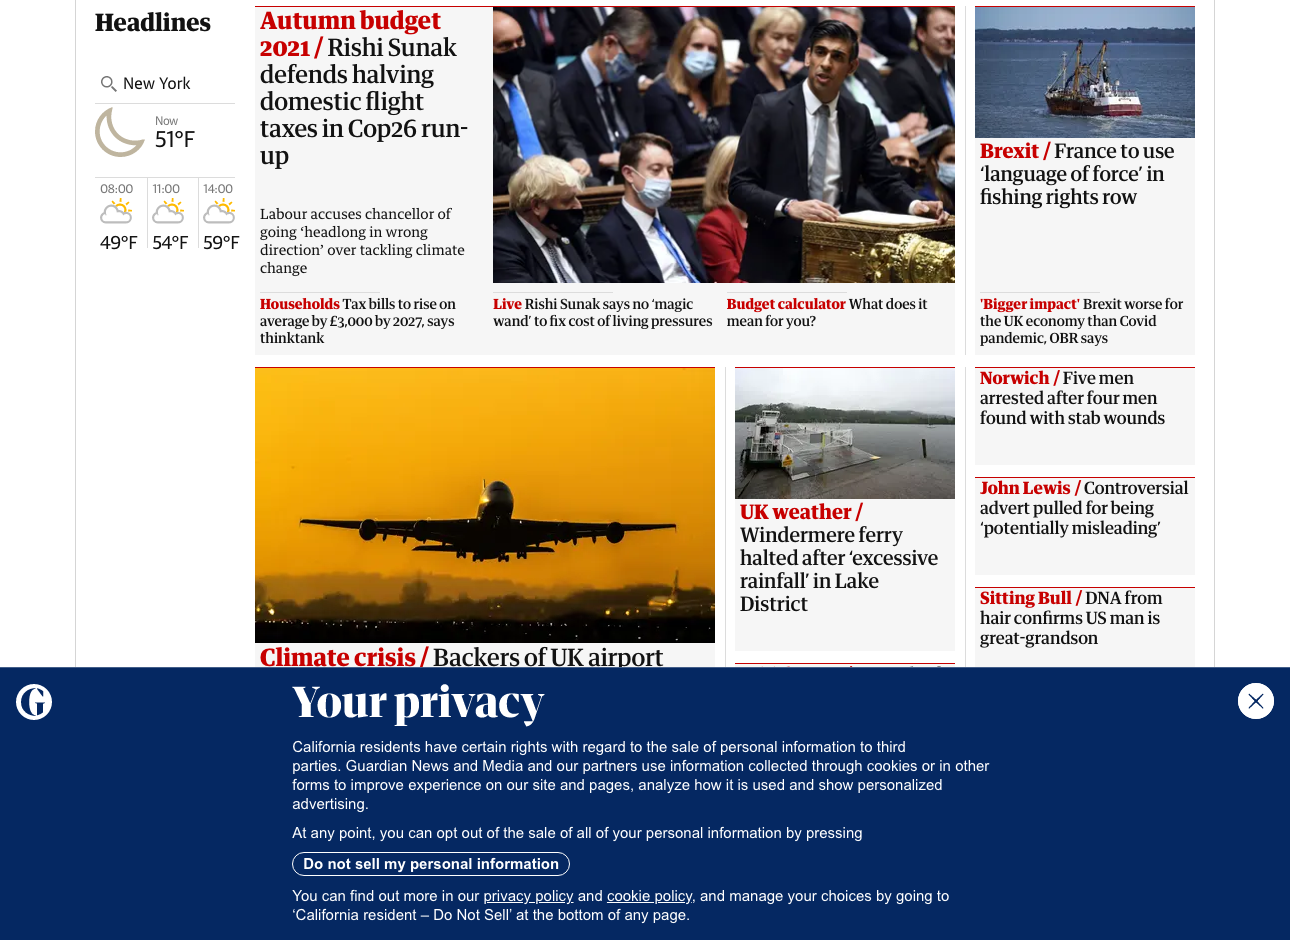 Headlines
New York
Now
51°F
08:00
11:00
14:00
49°F
54°F
59°F
Autumn budget
2021 / Rishi Sunak
defends halving
domestic flight
taxes in Cop26 run-
up
Labour accuses chancellor of
going ‘headlong in wrong
direction’ over tackling climate
change
Households Tax bills to rise on
average by £3,000 by 2027, says
thinktank
Live Rishi Sunak says no ‘magic
wand’ to fix cost of living pressures
Budget calculator What does it
mean for you?
Brexit / France to use
‘language of force’ in
fishing rights row
'Bigger impact' Brexit worse for
the UK economy than Covid
pandemic, OBR says
Climate crisis / Backers of UK airport
UK weather /
Windermere ferry
halted after ‘excessive
rainfall’ in Lake
District
Norwich / Five men
arrested after four men
found with stab wounds
John Lewis / Controversial
advert pulled for being
‘potentially misleading’
Sitting Bull / DNA from
hair confirms US man is
great-grandson
Your privacy
California residents have certain rights with regard to the sale of personal information to third
parties. Guardian News and Media and our partners use information collected through cookies or in other
forms to improve experience on our site and pages, analyze how it is used and show personalized
advertising.
At any point, you can opt out of the sale of all of your personal information by pressing
Do not sell my personal information
You can find out more in our privacy policy and cookie policy, and manage your choices by going to
‘California resident – Do Not Sell’ at the bottom of any page.